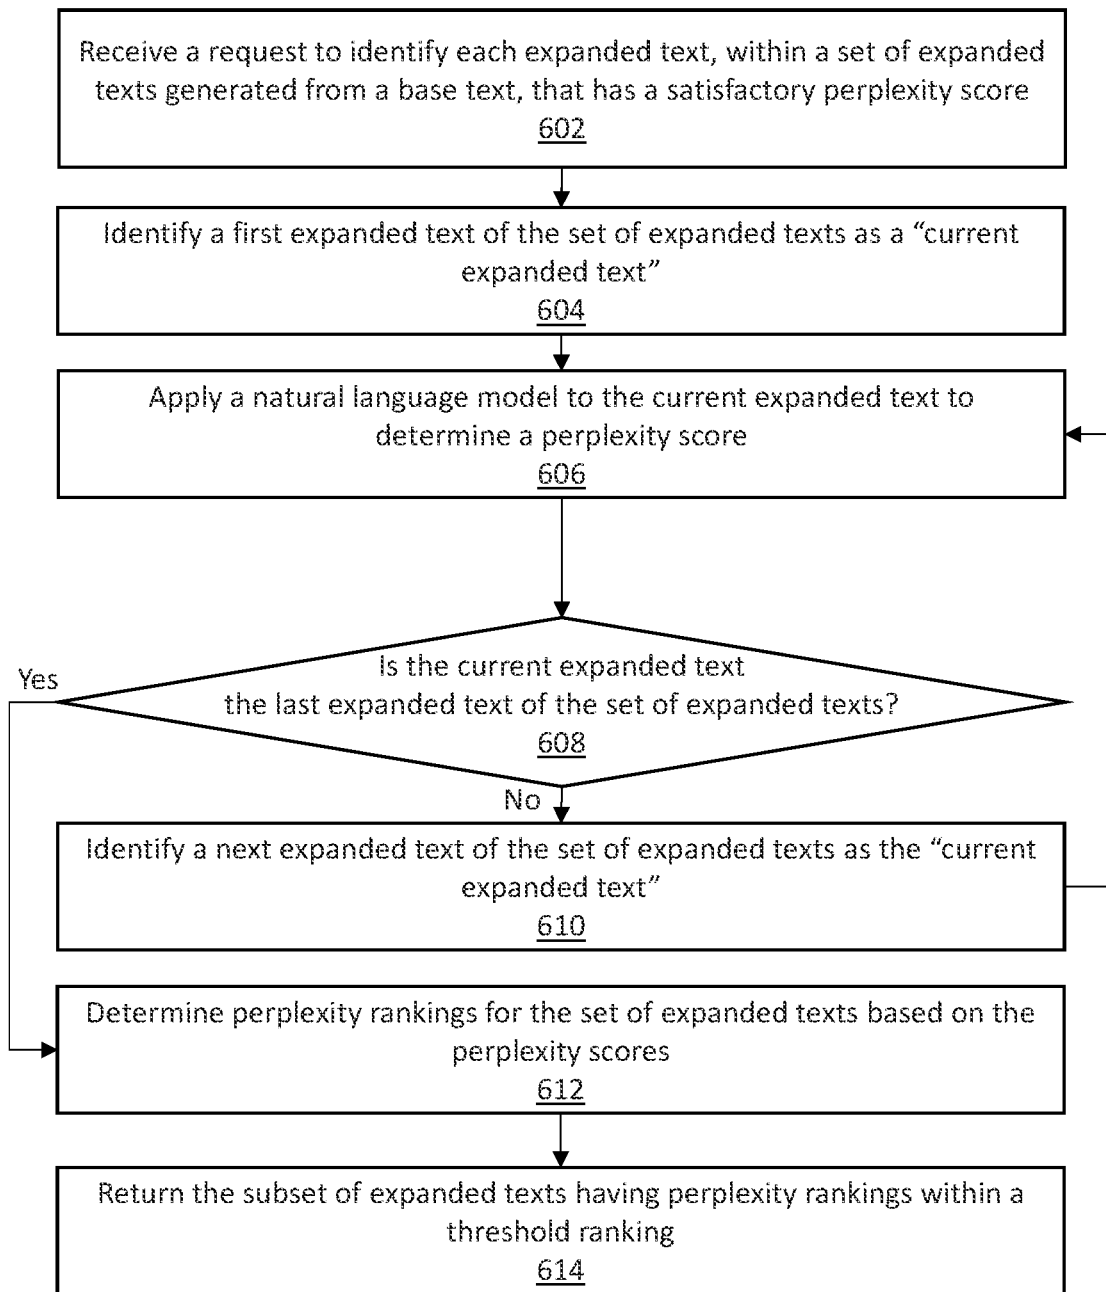 Receive a request to identify each expanded text, within a set of expanded
texts generated from a base text, that has a satisfactory perplexity score
602
Identify a first expanded text of the set of expanded texts as a “current
expanded text”
604
Apply a natural language model to the current expanded text to
determine a perplexity score
606
Yes
Is the current expanded text
the last expanded text of the set of expanded texts?
608
No
Identify a next expanded text of the set of expanded texts as the “current
expanded text”
610
Determine perplexity rankings for the set of expanded texts based on the
perplexity scores
612
Return the subset of expanded texts having perplexity rankings within a
threshold ranking
614